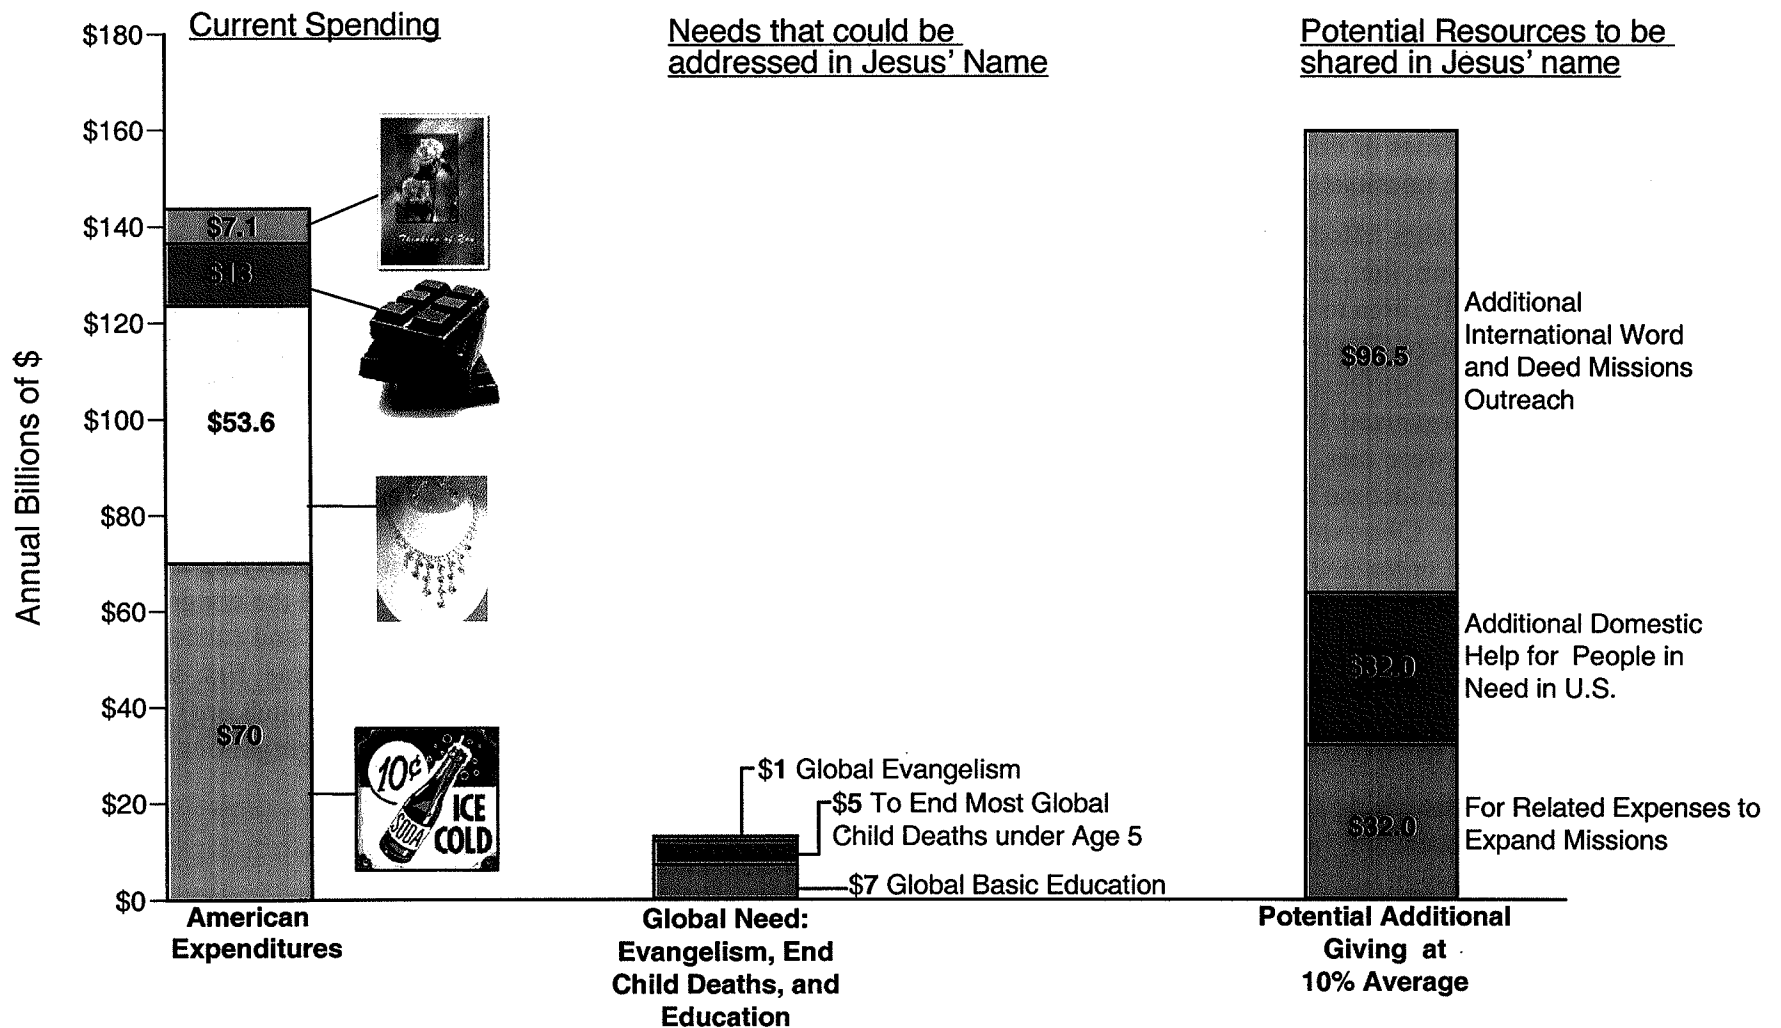 Current Spending
Needs that could be
addressed in Jesus' Name
Potential Resources to be
shared in Jesus' name
Annual Billions of $
$180
$160
$140
$120
$100
$80
$60
$40
$20
$0
$7.1
$13
$53.6
$70
Thinking of You
10¢
ICE
COLD
SODA
$1 Global Evangelism
$5 To End Most Global
Child Deaths under Age 5
$7 Global Basic Education
$96.5
$32.0
$32.0
Additional
International Word
and Deed Missions
Outreach
Additional Domestic
Help for People in
Need in U.S.
For Related Expenses to
Expand Missions
American
Expenditures
Global Need:
Evangelism, End
Child Deaths, and
Education
Potential Additional
Giving at
10% Average